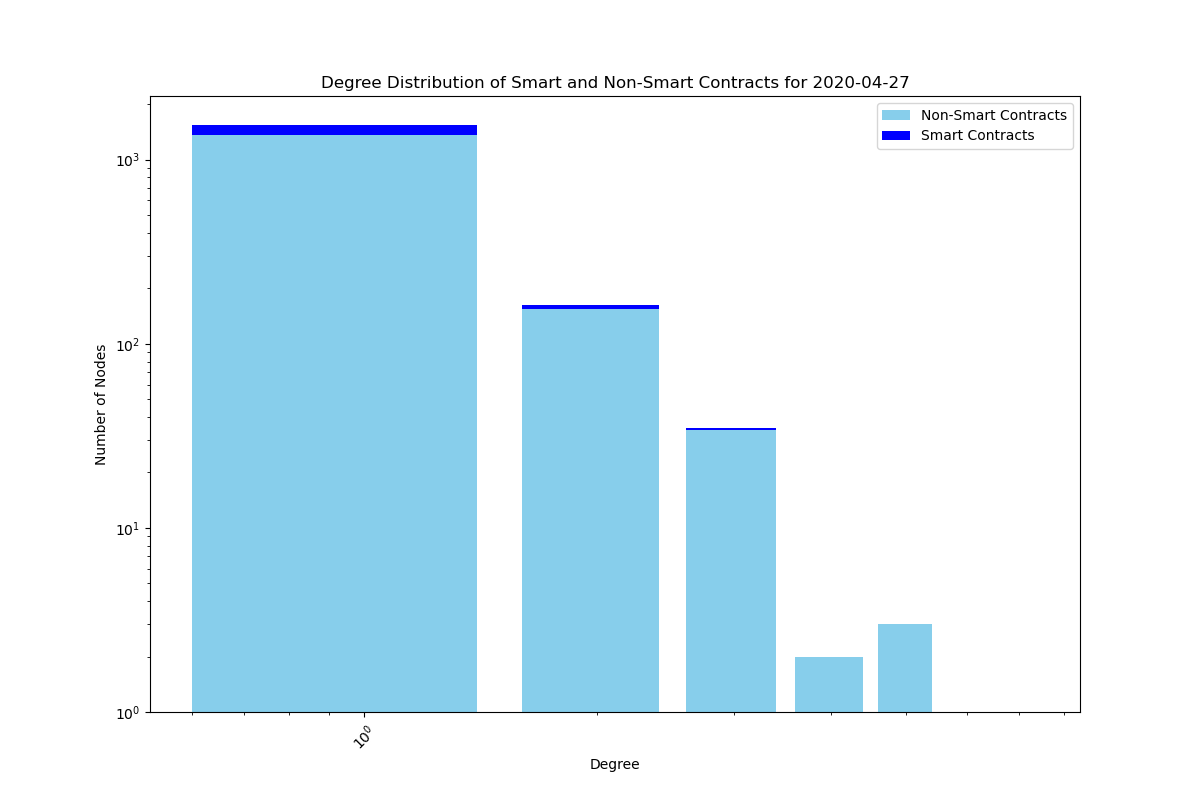 Degree Distribution of Smart and Non-Smart Contracts for 2020-04-27
Non-Smart Contracts
Smart Contracts
Number of Nodes
10³
10²
10¹
10⁰
10⁰
Degree